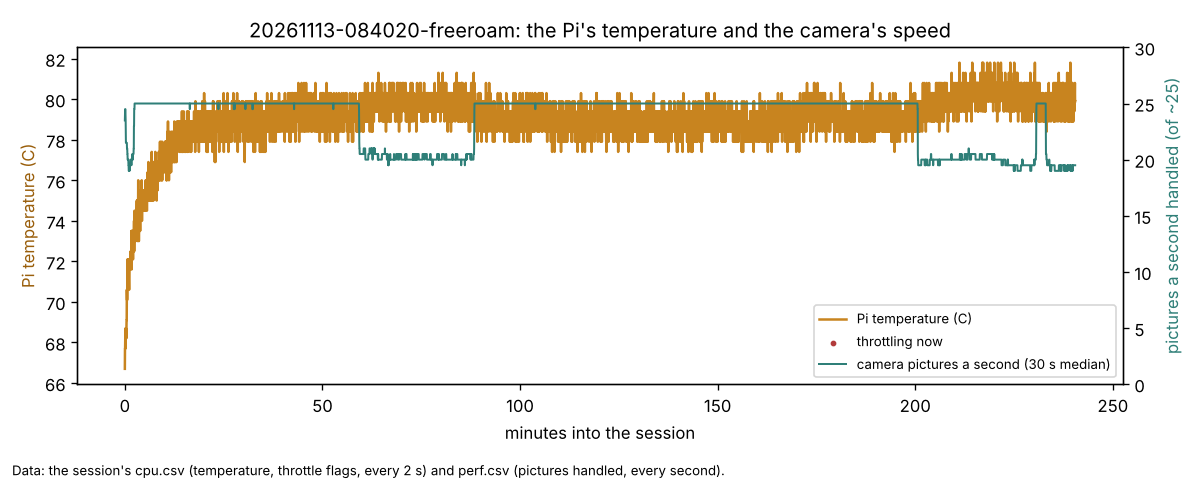 20261113-084020-freeroam: the Pi's temperature and the camera's speed
Pi temperature (C)
82
80
78
76
74
72
70
68
66
30
25
20
15
10
5
0
pictures a second handled (of ~25)
Pi temperature (C)
throttling now
camera pictures a second (30 s median)
0
50
100
150
200
250
minutes into the session
Data: the session's cpu.csv (temperature, throttle flags, every 2 s) and perf.csv (pictures handled, every second).